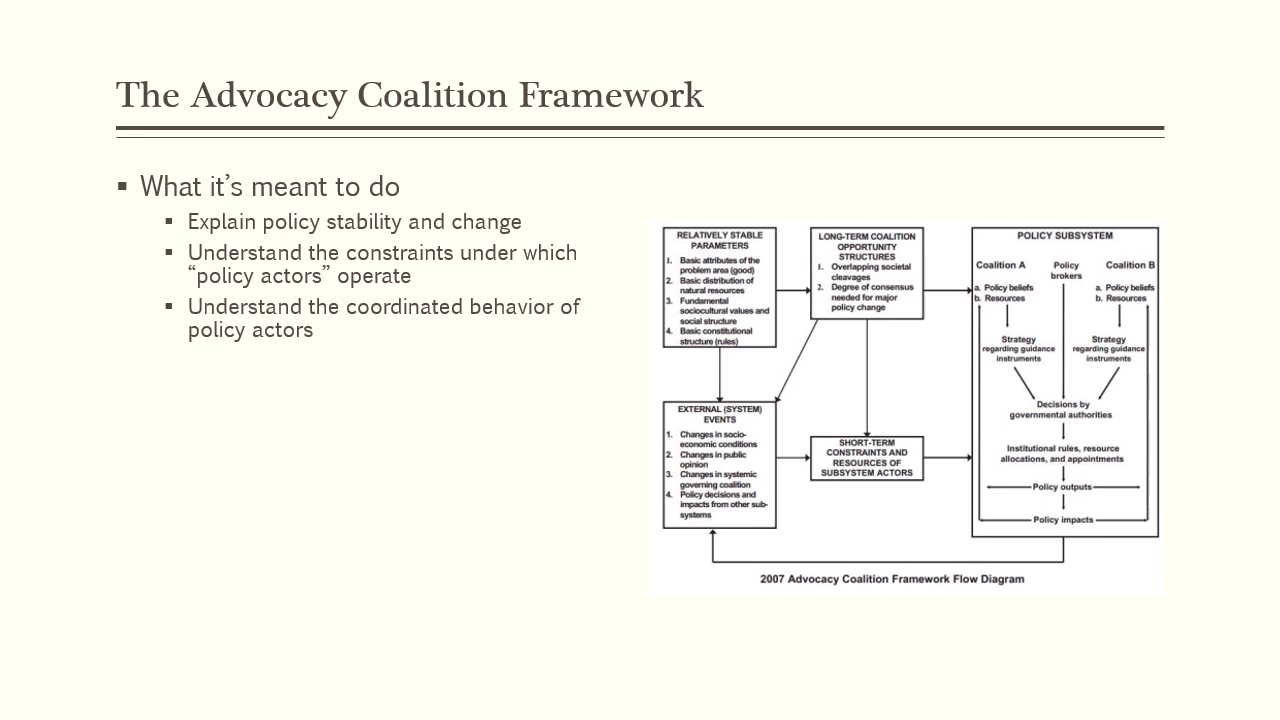 The Advocacy Coalition Framework
▪ What it’s meant to do
▪ Explain policy stability and change
▪ Understand the constraints under which
“policy actors” operate
▪ Understand the coordinated behavior of
policy actors
RELATIVELY STABLE
PARAMETERS
1. Basic attributes of the
problem area (good)
2. Basic distribution of
natural resources
3. Fundamental
sociocultural values and
social structure
4. Basic constitutional
structure (rules)
LONG-TERM COALITION
OPPORTUNITY
STRUCTURES
1. Overlapping societal
cleavages
2. Degree of consensus
needed for major
policy change
EXTERNAL (SYSTEM)
EVENTS
1. Changes in socio-
economic conditions
2. Changes in public
opinion
3. Changes in systemic
governing coalition
4. Policy decisions and
impacts from other sub-
systems
SHORT-TERM
CONSTRAINTS AND
RESOURCES OF
SUBSYSTEM ACTORS
POLICY SUBSYSTEM
Coalition A
a. Policy beliefs
b. Resources
Strategy
regarding guidance
instruments
Policy
brokers
Coalition B
a. Policy beliefs
b. Resources
Strategy
regarding guidance
instruments
Decisions by
governmental authorities
Institutional rules, resource
allocations, and appointments
Policy outputs
Policy impacts
2007 Advocacy Coalition Framework Flow Diagram